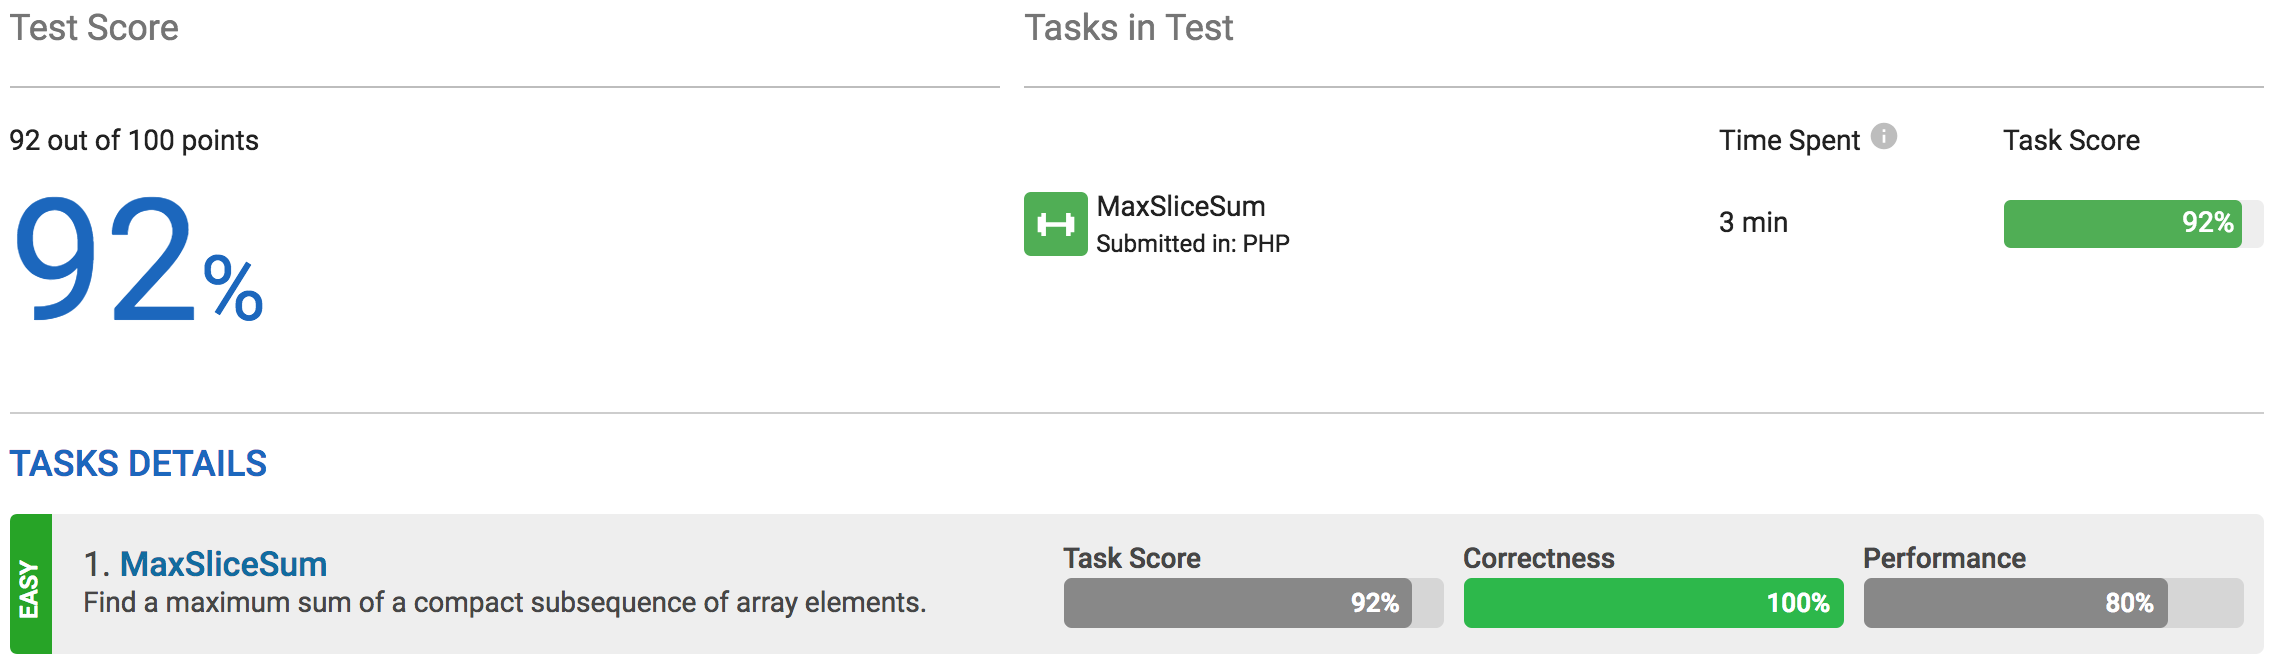 Test Score
Tasks in Test
92 out of 100 points
Time Spent
Task Score
92%
MaxSliceSum
Submitted in: PHP
3 min
92%
TASKS DETAILS
EASY
1. MaxSliceSum
Find a maximum sum of a compact subsequence of array elements.
Task Score
92%
Correctness
100%
Performance
80%